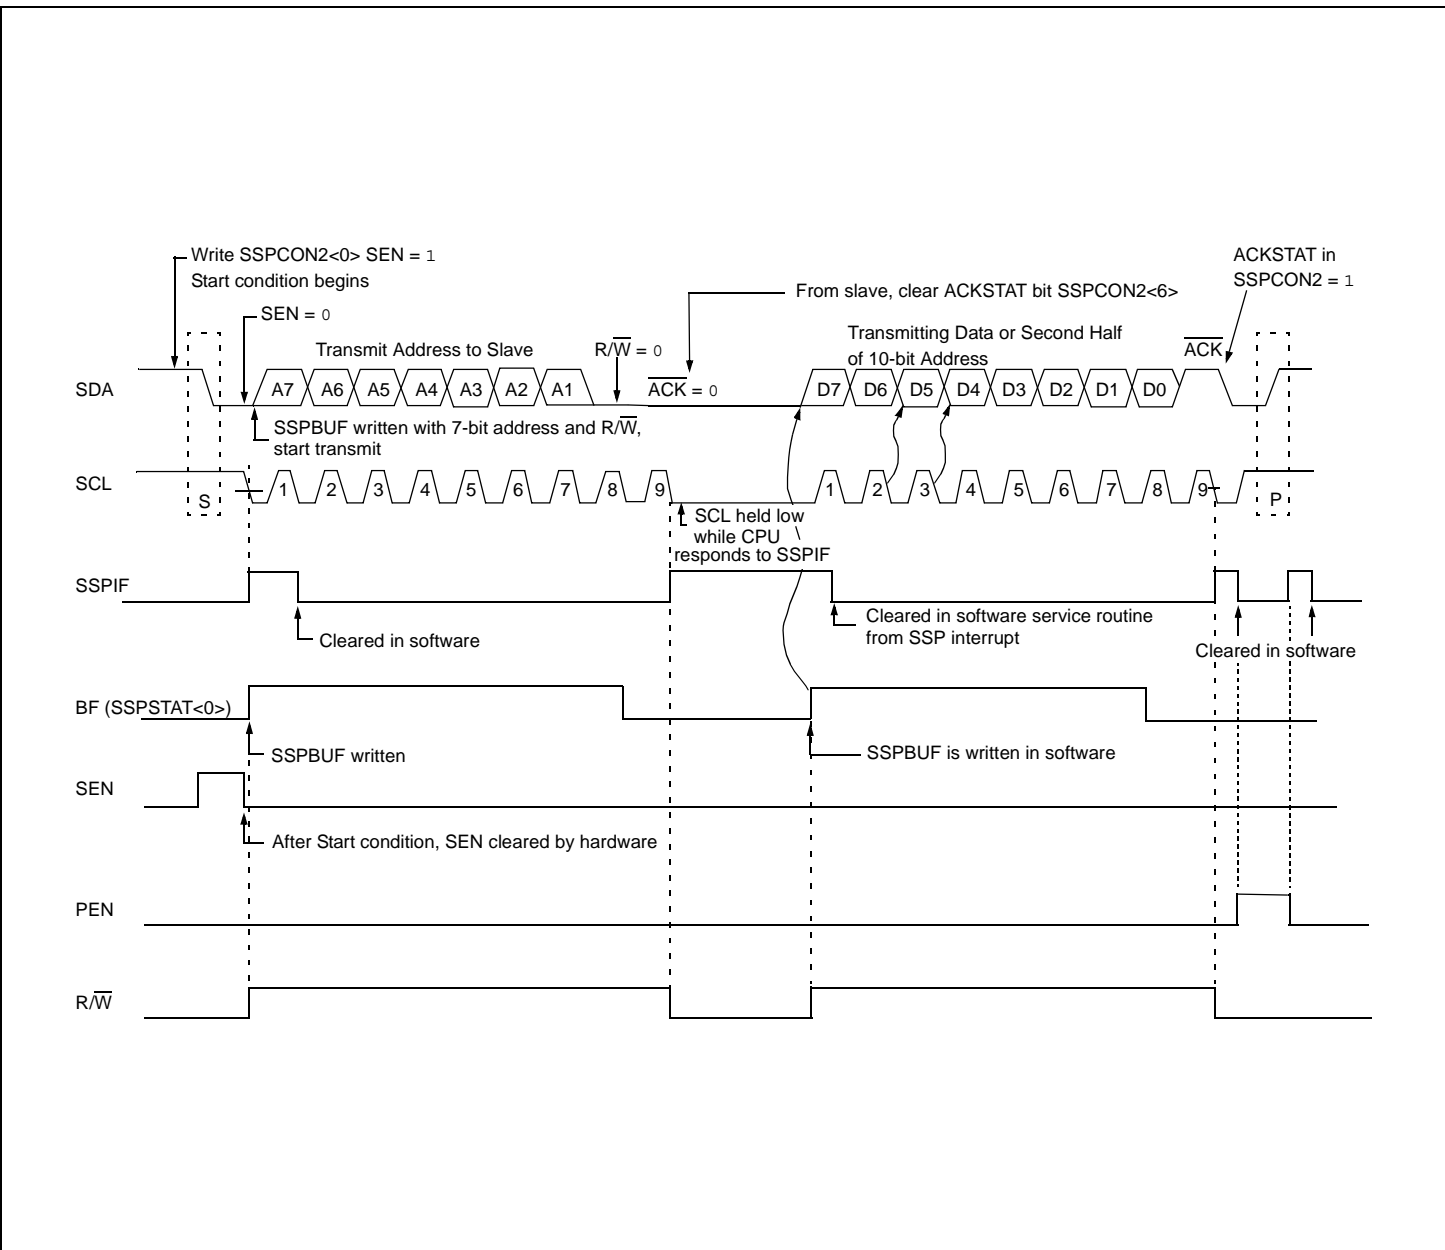 Write SSPCON2<0> SEN = 1
Start condition begins
ACKSTAT in
SSPCON2 = 1
From slave, clear ACKSTAT bit SSPCON2<6>
SEN = 0
Transmit Address to Slave
R/W̅ = 0
Transmitting Data or Second Half
of 10-bit Address
A̅C̅K̅
SDA
A7 A6 A5 A4 A3 A2 A1
A̅C̅K̅ = 0
D7 D6 D5 D4 D3 D2 D1 D0
SSPBUF written with 7-bit address and R/W̅,
start transmit
SCL
S
1 2 3 4 5 6 7 8 9
1 2 3 4 5 6 7 8 9
P
SCL held low
while CPU
responds to SSPIF
SSPIF
Cleared in software
Cleared in software service routine
from SSP interrupt
Cleared in software
BF (SSPSTAT<0>)
SSPBUF written
SSPBUF is written in software
SEN
After Start condition, SEN cleared by hardware
PEN
R/W̅